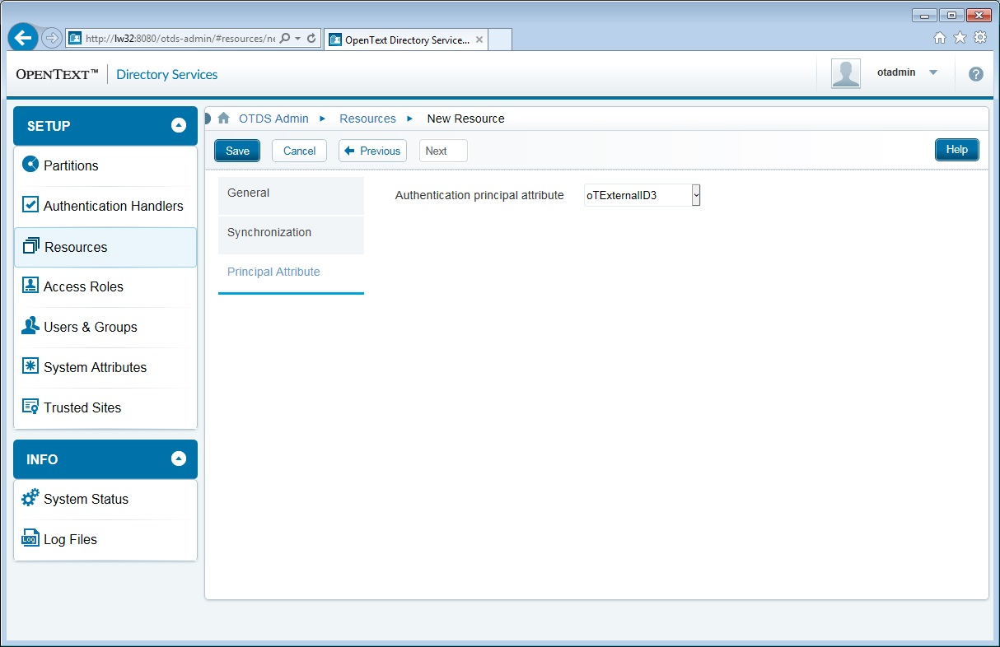 http://lw32:8080/otds-admin/#resources/ne
OpenText Directory Service...
OPENTEXT™ Directory Services
otadmin
?
SETUP
Partitions
Authentication Handlers
Resources
Access Roles
Users & Groups
System Attributes
Trusted Sites
INFO
System Status
Log
Log Files
OTDS Admin Resources New Resource
Save Cancel Previous Next Help
General
Synchronization
Principal Attribute
Authentication principal attribute oTExternalID3